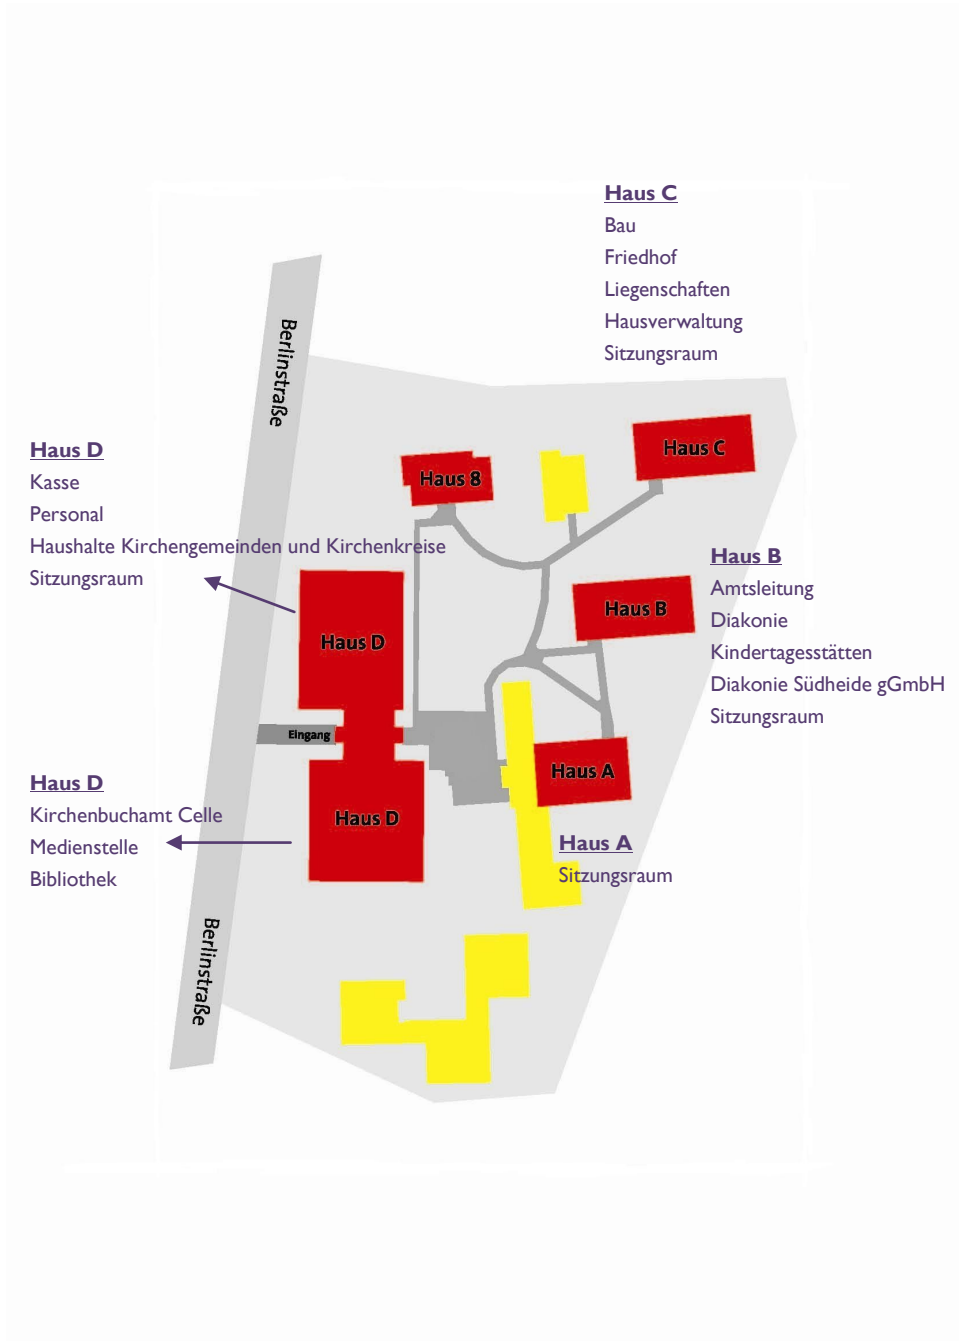 Haus C
Bau
Friedhof
Liegenschaften
Hausverwaltung
Sitzungsraum
Berlinstraße
Haus D
Kasse
Personal
Haushalte Kirchengemeinden und Kirchenkreise
Sitzungsraum
Haus C
Haus 8
Haus B
Amtsleitung
Diakonie
Kindertagesstätten
Diakonie Südheide gGmbH
Sitzungsraum
Haus B
Haus D
Eingang
Haus A
Haus D
Kirchenbuchamt Celle
Medienstelle
Bibliothek
Haus D
Haus A
Sitzungsraum
Berlinstraße